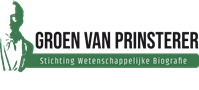 GROEN VAN PRINSTERER
Stichting Wetenschappelijke Biografie